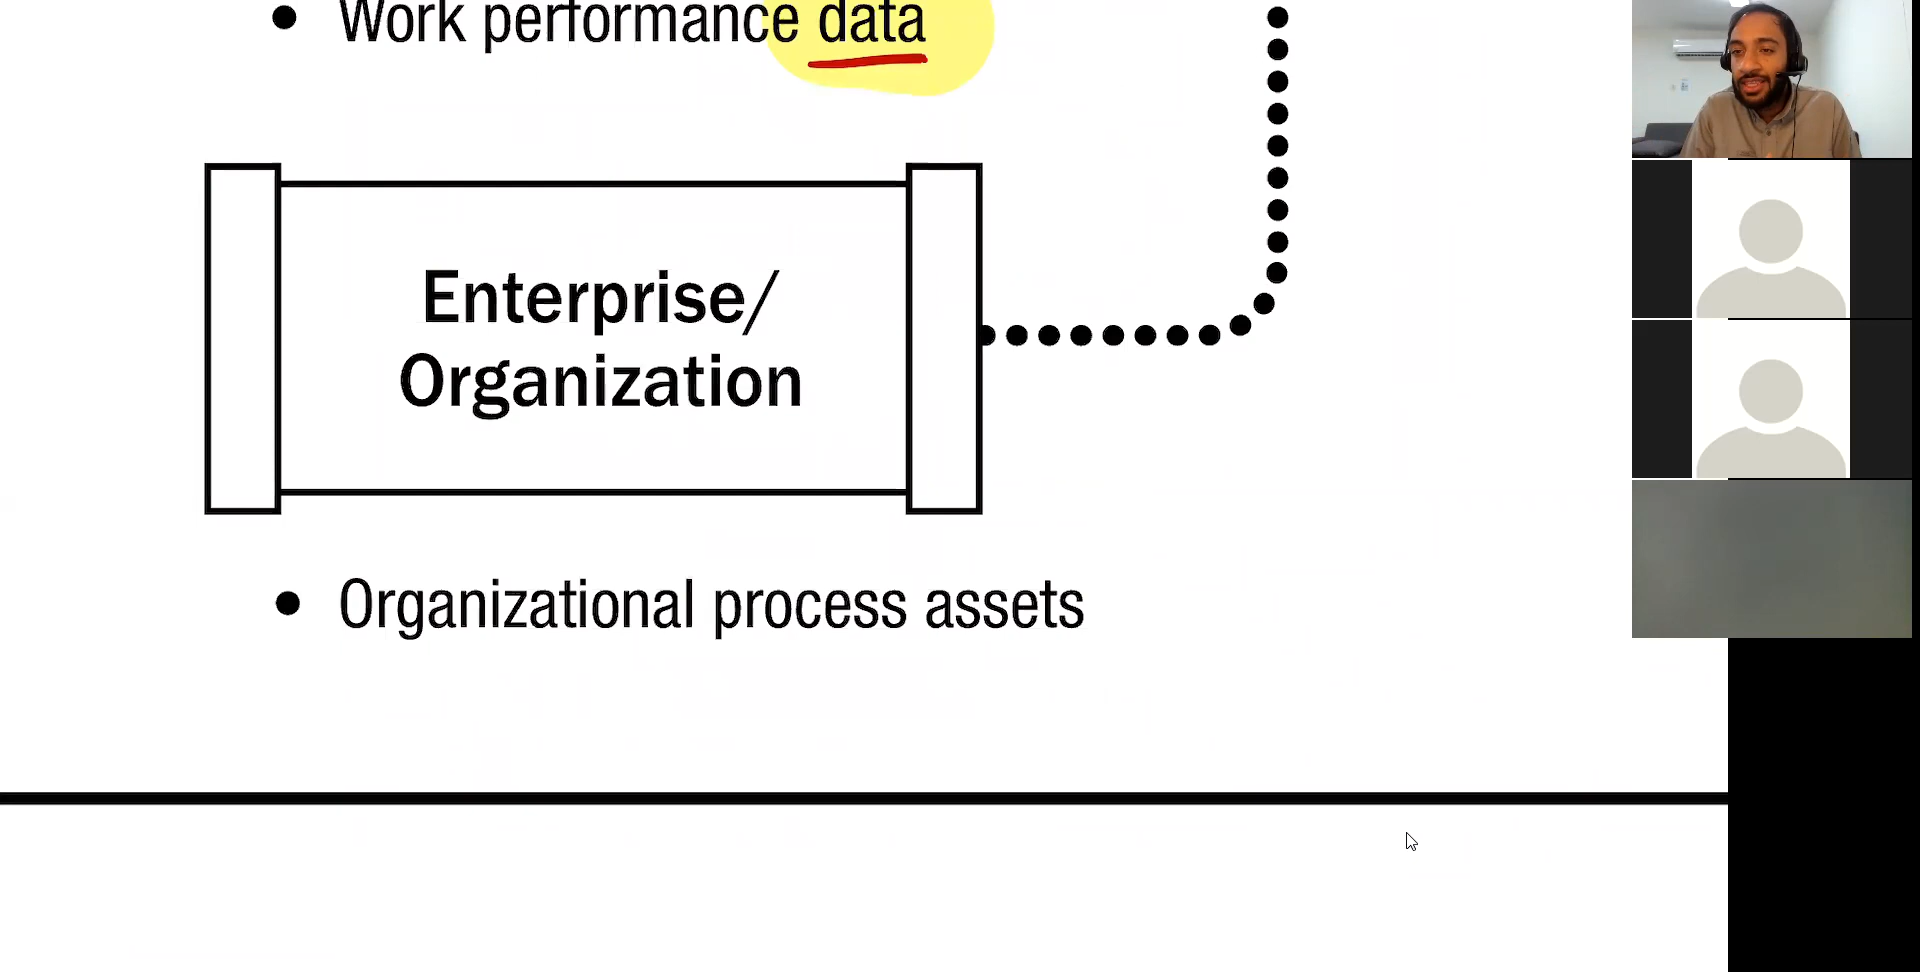 Work performance data
Enterprise/
Organization
Organizational process assets